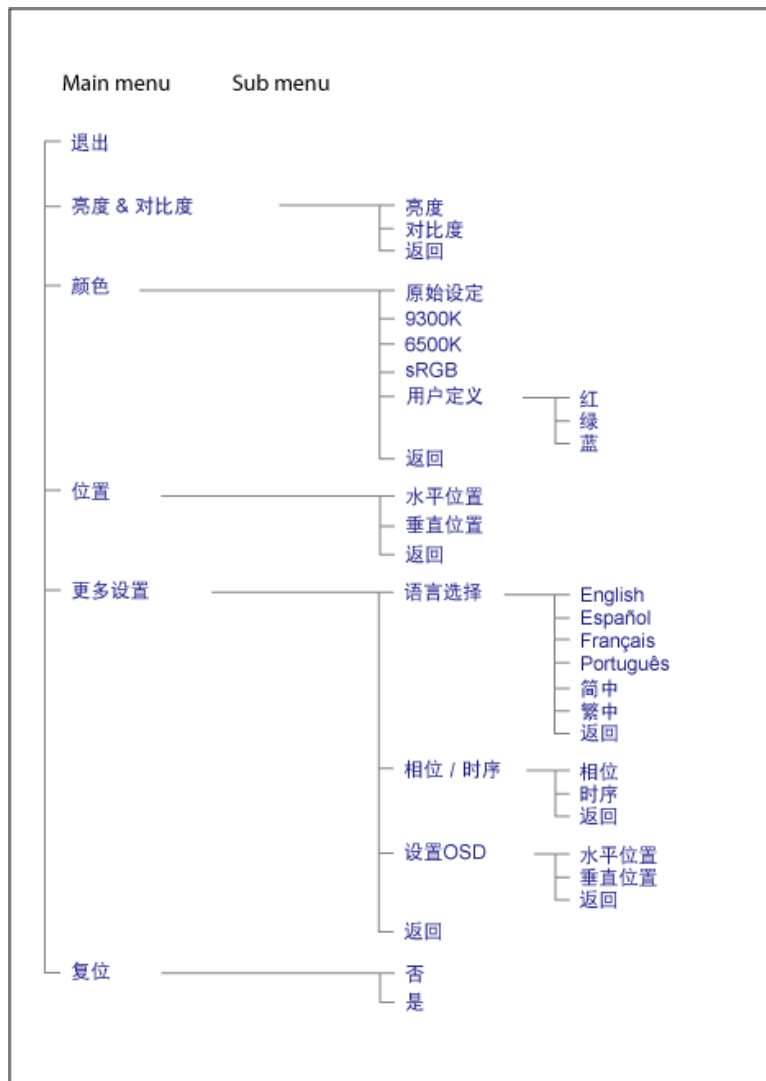 Main menu Sub menu
退出
亮度 & 对比度
亮度
对比度
返回
颜色
原始设定
9300K
6500K
sRGB
用户定义
红
绿
蓝
返回
位置
水平位置
垂直位置
返回
更多设置
语言选择
English
Español
Français
Português
简中
繁中
返回
相位 / 时序
相位
时序
返回
设置OSD
水平位置
垂直位置
返回
返回
复位
否
是